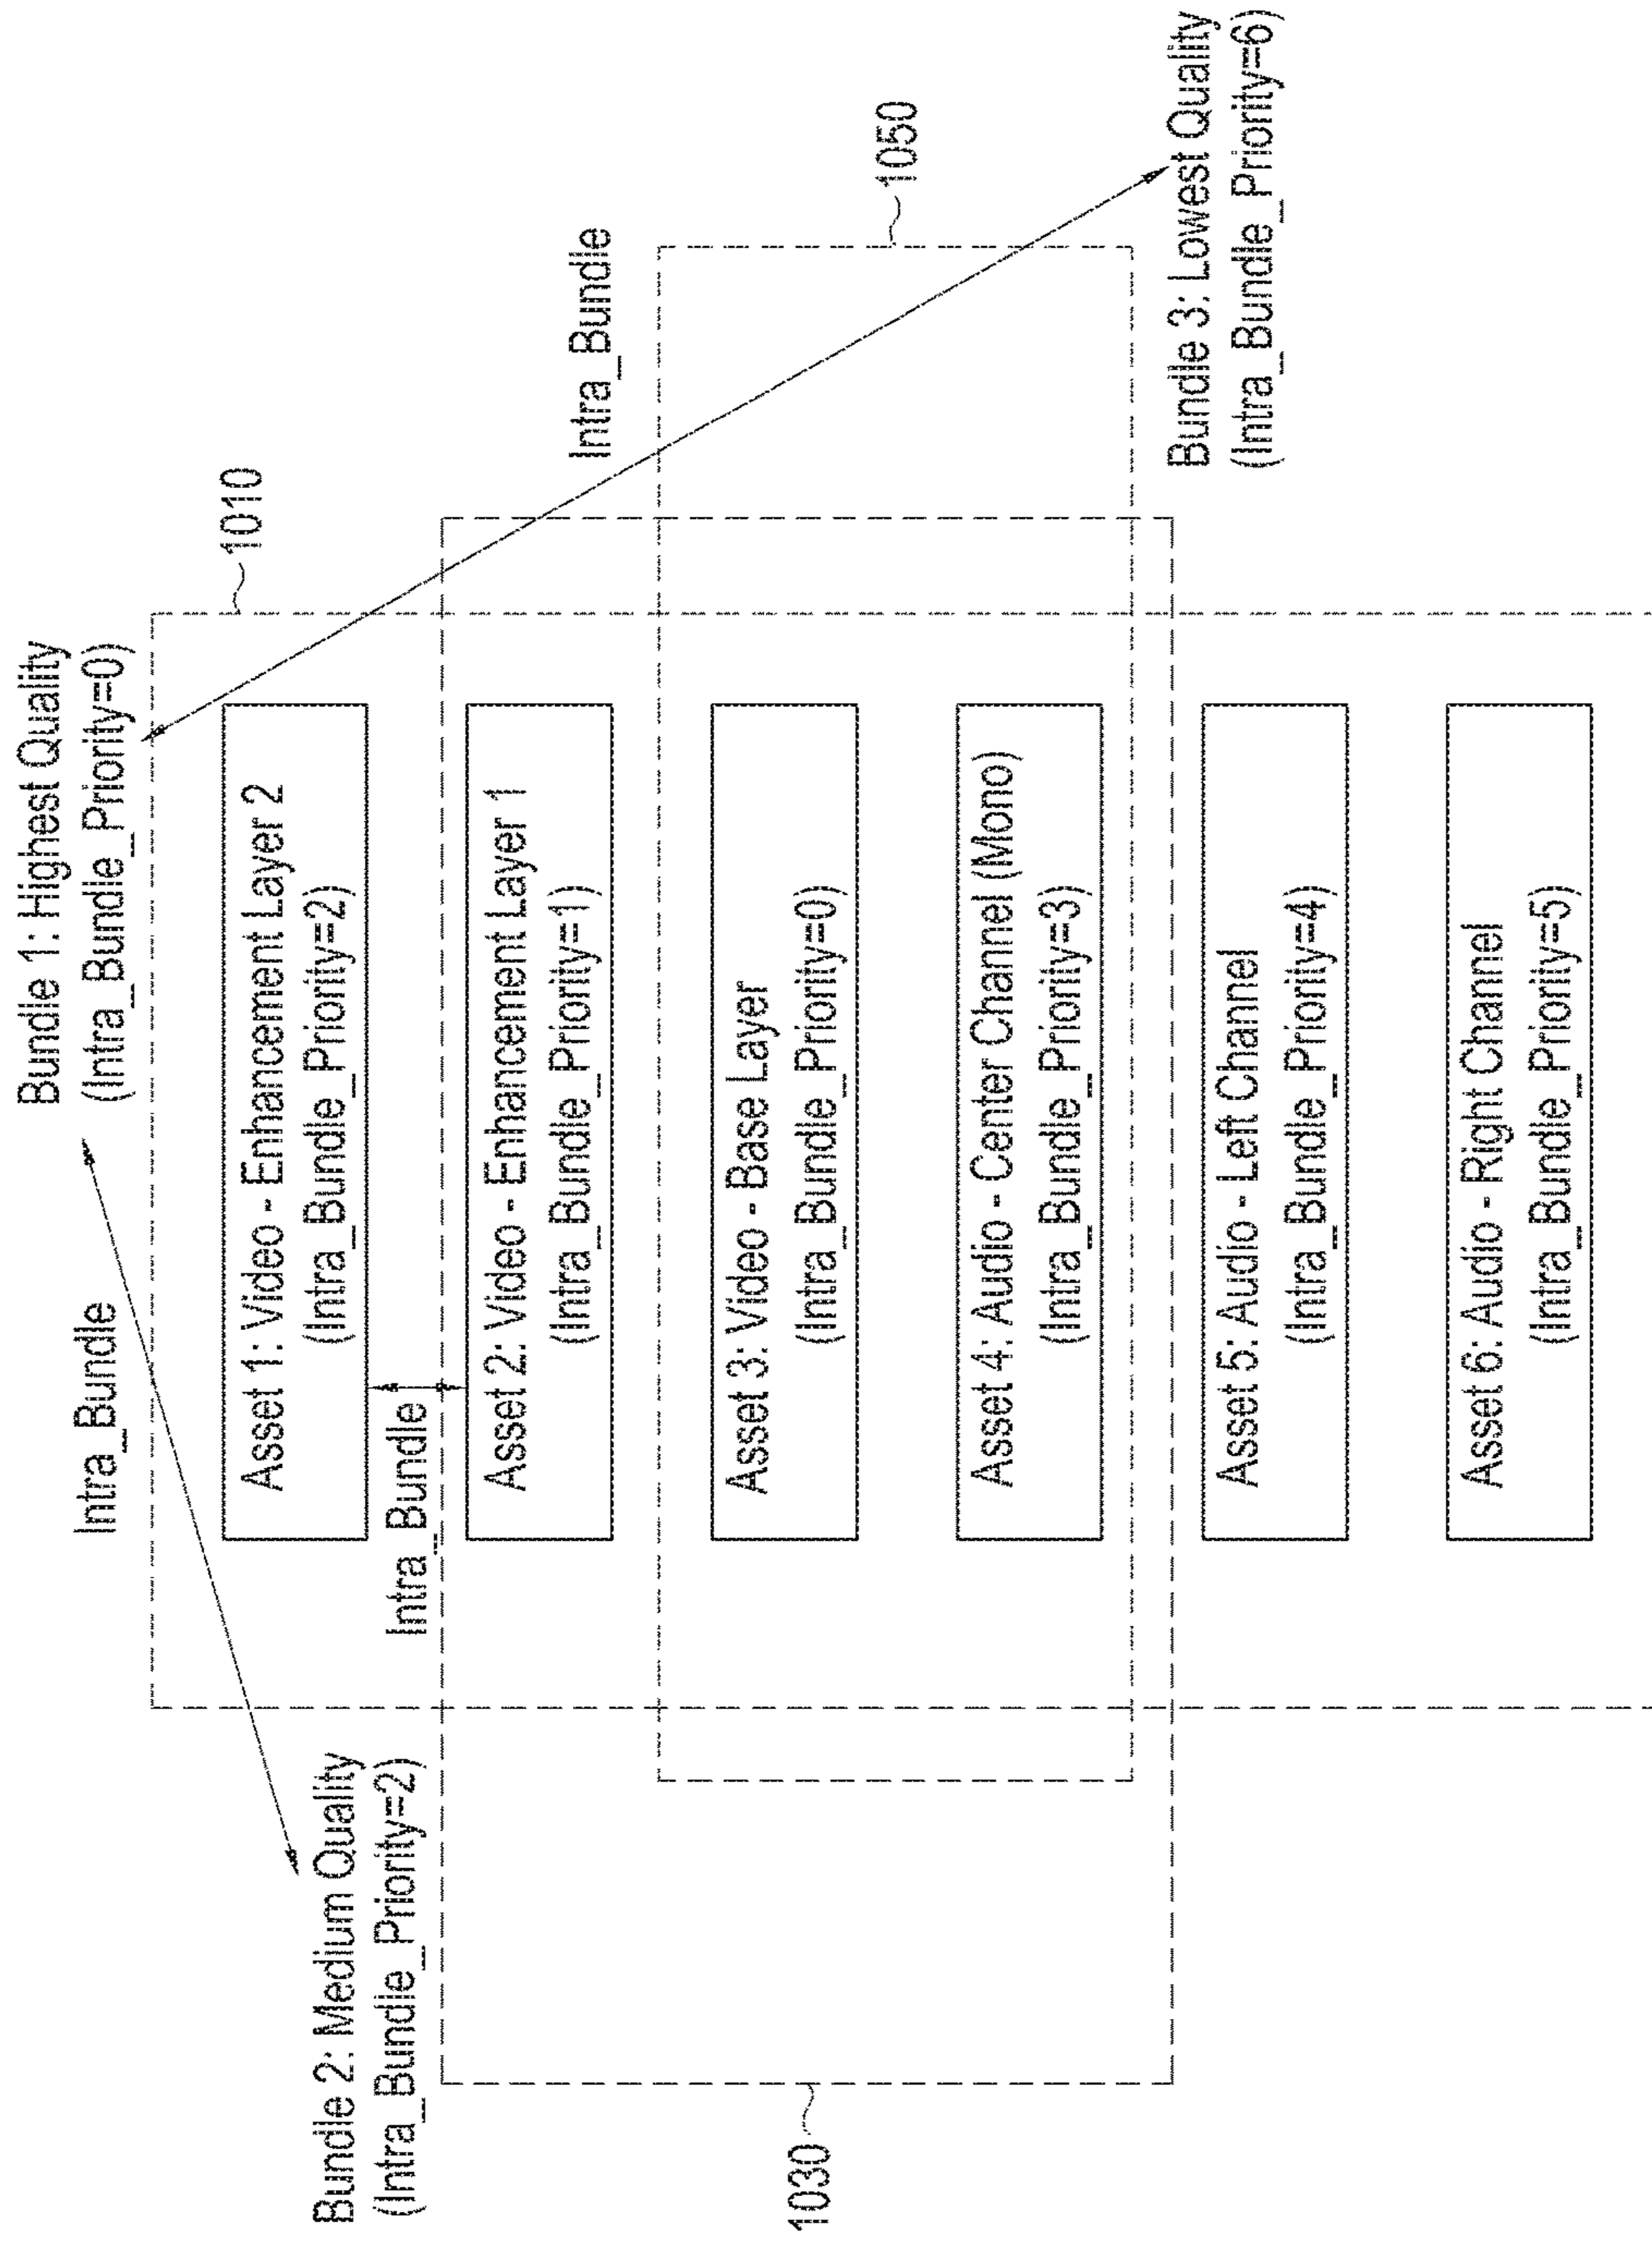 Bundle 1: Highest Quality
(Intra_Bundle_Priority=0)
Intra_Bundle
1010
Asset 1: Video - Enhancement Layer 2
(Intra_Bundle_Priority=2)
Bundle 2: Medium Quality
(Intra_Bundle_Priority=2)
Intra_Bundle
Asset 2: Video - Enhancement Layer 1
(Intra_Bundle_Priority=1)
Intra_Bundle
Asset 3: Video - Base Layer
(Intra_Bundle_Priority=0)
1030
1050
Asset 4: Audio - Center Channel (Mono)
(Intra_Bundle_Priority=3)
Bundle 3: Lowest Quality
(Intra_Bundle_Priority=6)
Asset 5: Audio - Left Channel
(Intra_Bundle_Priority=4)
Asset 6: Audio - Right Channel
(Intra_Bundle_Priority=5)